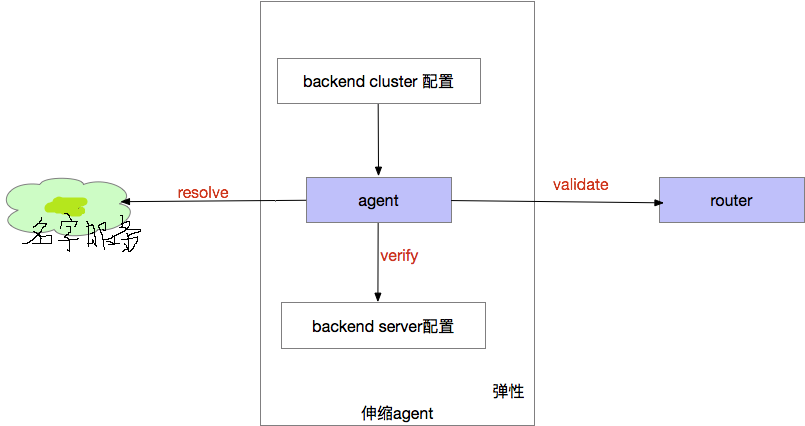 backend cluster 配置
resolve
agent
validate
router
名字服务
verify
backend server配置
弹性
伸缩agent